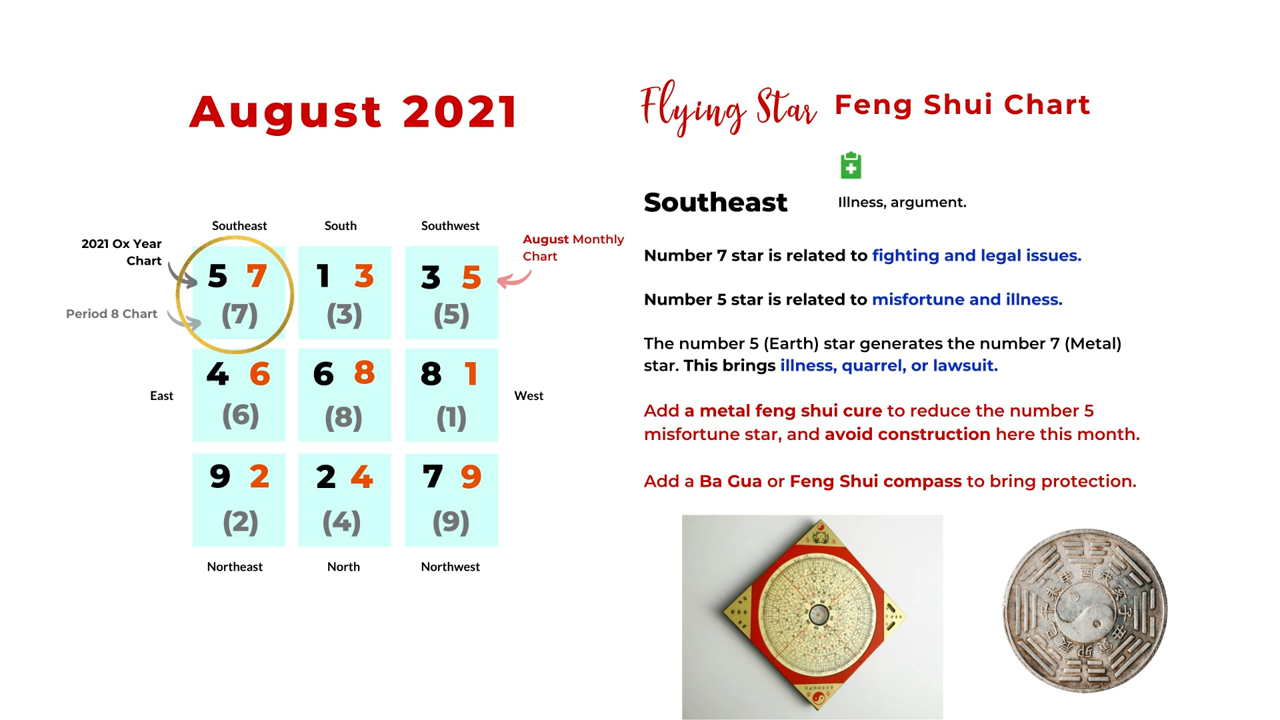 August 2021
Flying Star Feng Shui Chart
Southeast
South
Southwest
2021 Ox Year
Chart
August Monthly
Chart
5 7
1 3
3 5
Period 8 Chart
(7)
(3)
(5)
4 6
6 8
8 1
East
West
(6)
(8)
(1)
9 2
2 4
7 9
(2)
(4)
(9)
Northeast
North
Northwest
Southeast
Illness, argument.
Number 7 star is related to fighting and legal issues.
Number 5 star is related to misfortune and illness.
The number 5 (Earth) star generates the number 7 (Metal)
star. This brings illness, quarrel, or lawsuit.
Add a metal feng shui cure to reduce the number 5
misfortune star, and avoid construction here this month.
Add a Ba Gua or Feng Shui compass to bring protection.